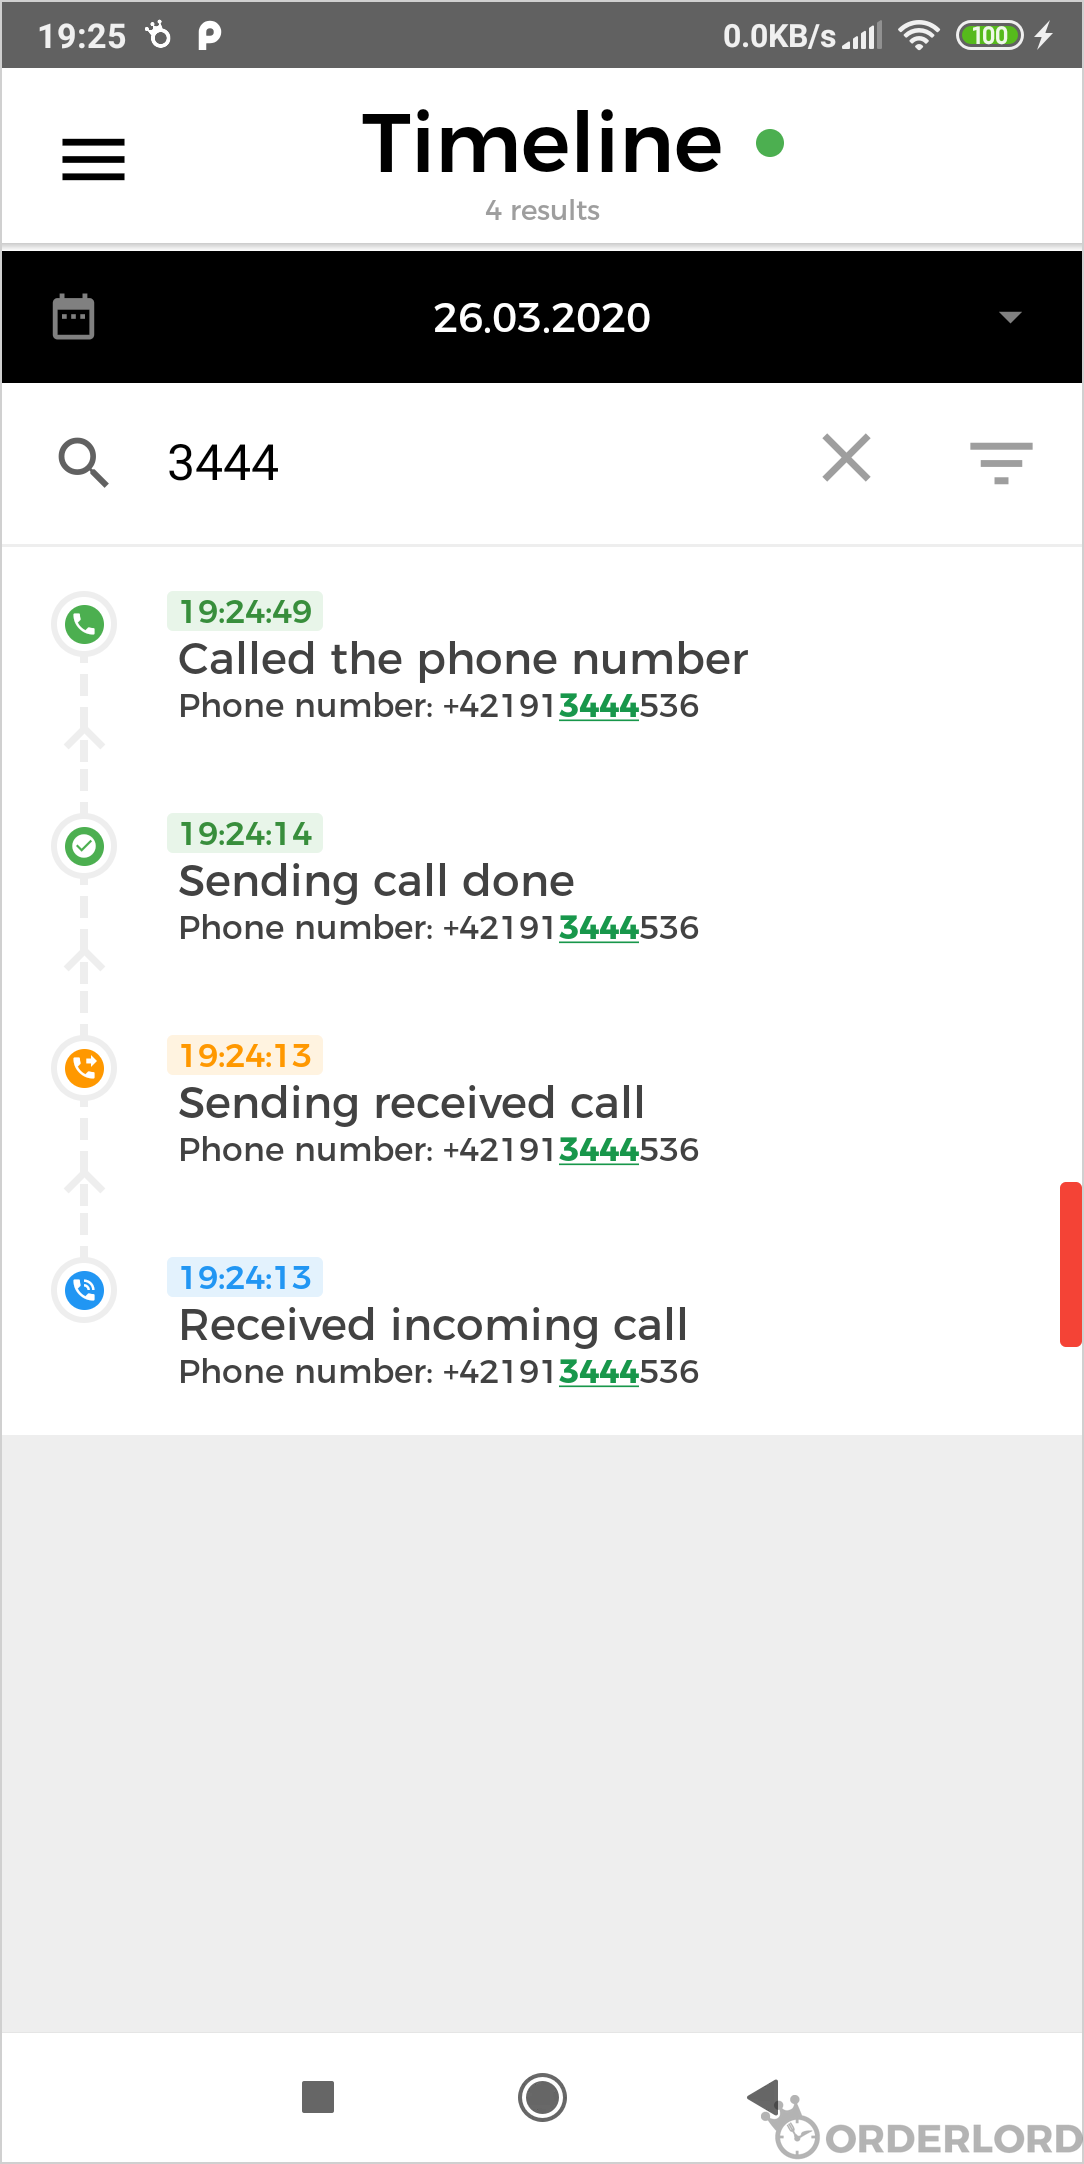 19:25 0.0KB/s 100
Timeline
4 results
26.03.2020
3444
19:24:49
Called the phone number
Phone number: +421913444536
19:24:14
Sending call done
Phone number: +421913444536
19:24:13
Sending received call
Phone number: +421913444536
19:24:13
Received incoming call
Phone number: +421913444536
ORDERLORD